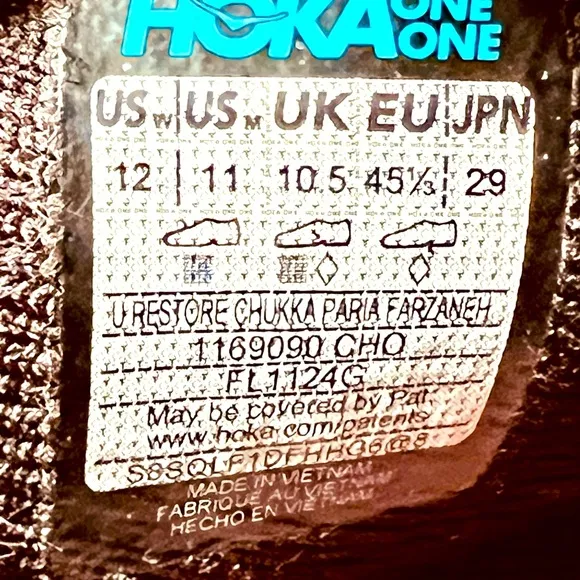 HOKA ONE ONE
US W US M UK EU JPN
12 11 10.5 45⅓ 29
U RESTORE CHUKKA PARIA FARZANEH
1169090 CHO
FL1124G
May be covered by Pat.
www.hoka.com/patents
MADE IN VIETNAM
FABRIQUÉ AU VIETNAM
HECHO EN VIETNAM